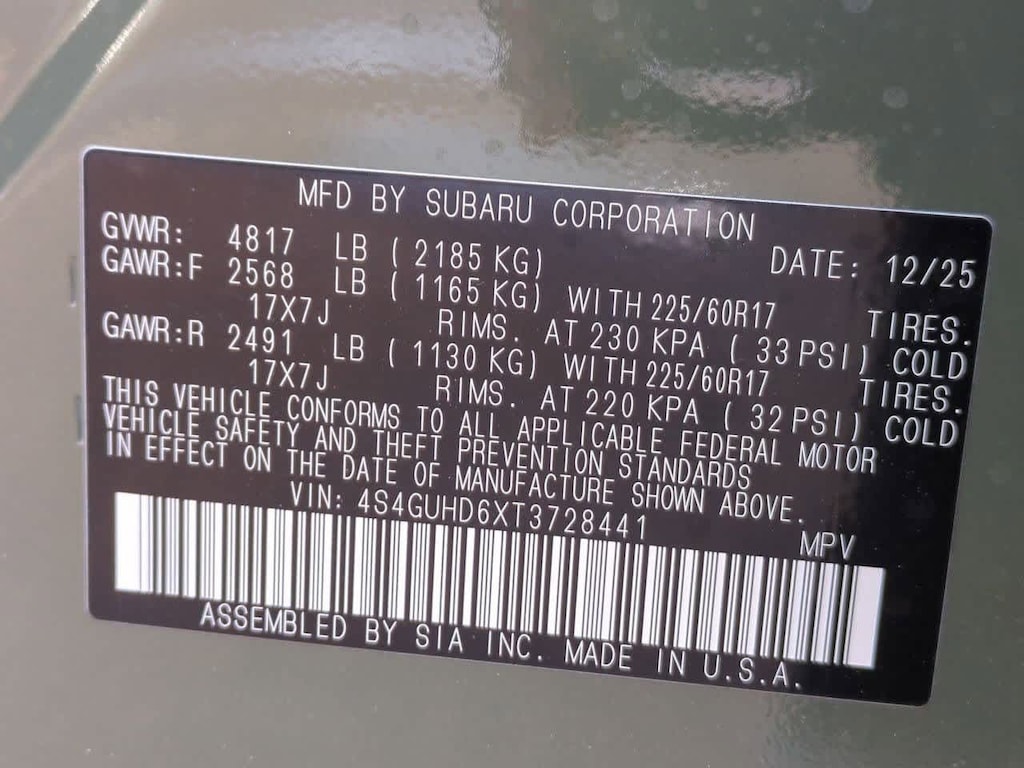 MFD BY SUBARU CORPORATION
GVWR: 4817 LB ( 2185 KG) DATE: 12/25
GAWR:F 2568 LB ( 1165 KG) WITH 225/60R17 TIRES.
17X7J RIMS. AT 230 KPA ( 33 PSI) COLD
GAWR:R 2491 LB ( 1130 KG) WITH 225/60R17 TIRES.
17X7J RIMS. AT 220 KPA ( 32 PSI) COLD
THIS VEHICLE CONFORMS TO ALL APPLICABLE FEDERAL MOTOR
VEHICLE SAFETY AND THEFT PREVENTION STANDARDS
IN EFFECT ON THE DATE OF MANUFACTURE SHOWN ABOVE.
VIN: 4S4GUHD6XT3728441 MPV
ASSEMBLED BY SIA INC. MADE IN U.S.A.